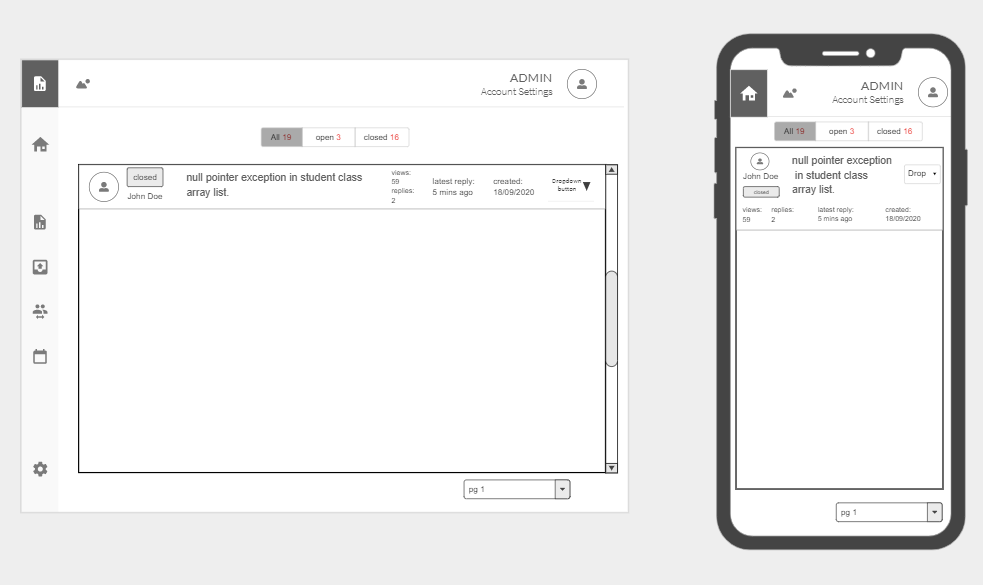 ADMIN
Account Settings
All 19
open 3
closed 16
closed
John Doe
null pointer exception in student class
array list.
views:
59
replies:
2
latest reply:
5 mins ago
created:
18/09/2020
Dropdown
button
pg 1
ADMIN
Account Settings
All 19
open 3
closed 16
John Doe
closed
null pointer exception
in student class
array list.
Drop
views:
59
replies:
2
latest reply:
5 mins ago
created:
18/09/2020
pg 1